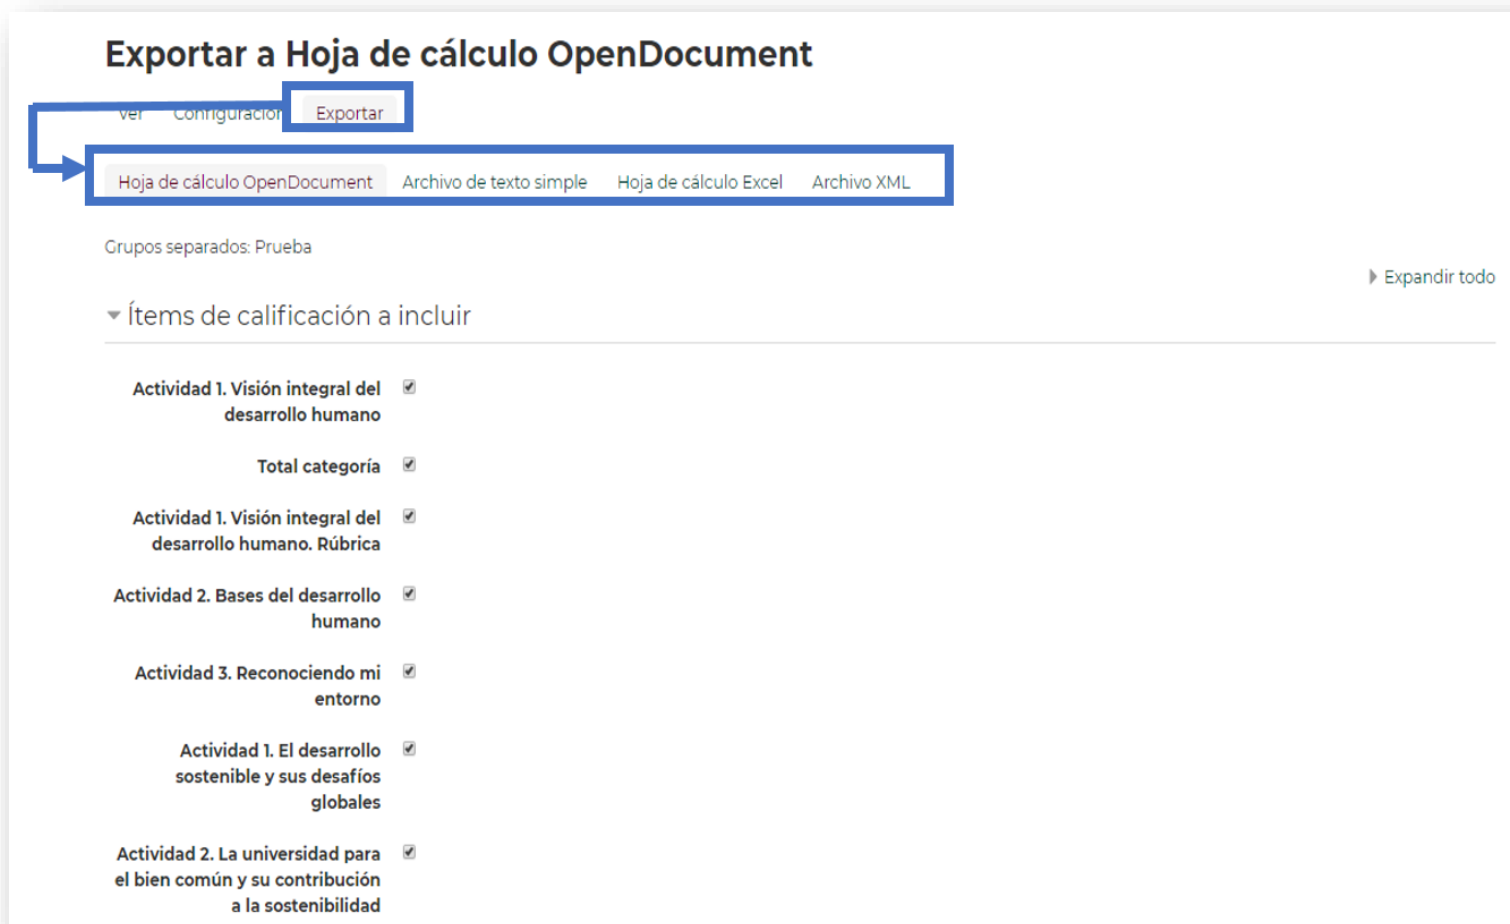 Exportar a Hoja de cálculo OpenDocument
Ver Configuración Exportar
Hoja de cálculo OpenDocument Archivo de texto simple Hoja de cálculo Excel Archivo XML
Grupos separados: Prueba
Expandir todo
Ítems de calificación a incluir
Actividad 1. Visión integral del
desarrollo humano
Total categoría
Actividad 1. Visión integral del
desarrollo humano. Rúbrica
Actividad 2. Bases del desarrollo
humano
Actividad 3. Reconociendo mi
entorno
Actividad 1. El desarrollo
sostenible y sus desafíos
globales
Actividad 2. La universidad para
el bien común y su contribución
a la sostenibilidad